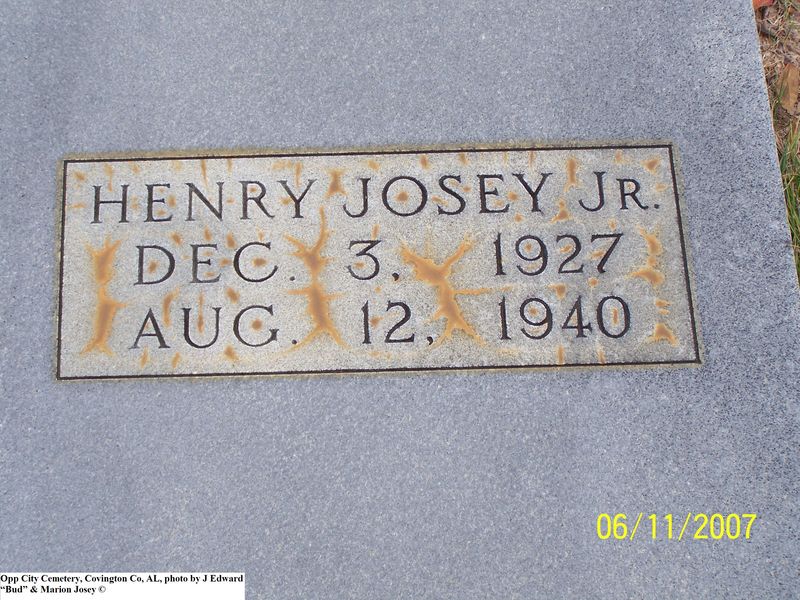 HENRY JOSEY JR.
DEC. 3, 1927
AUG. 12, 1940
06/11/2007
Opp City Cemetery, Covington Co, AL, photo by J Edward
“Bud” & Marion Josey ©